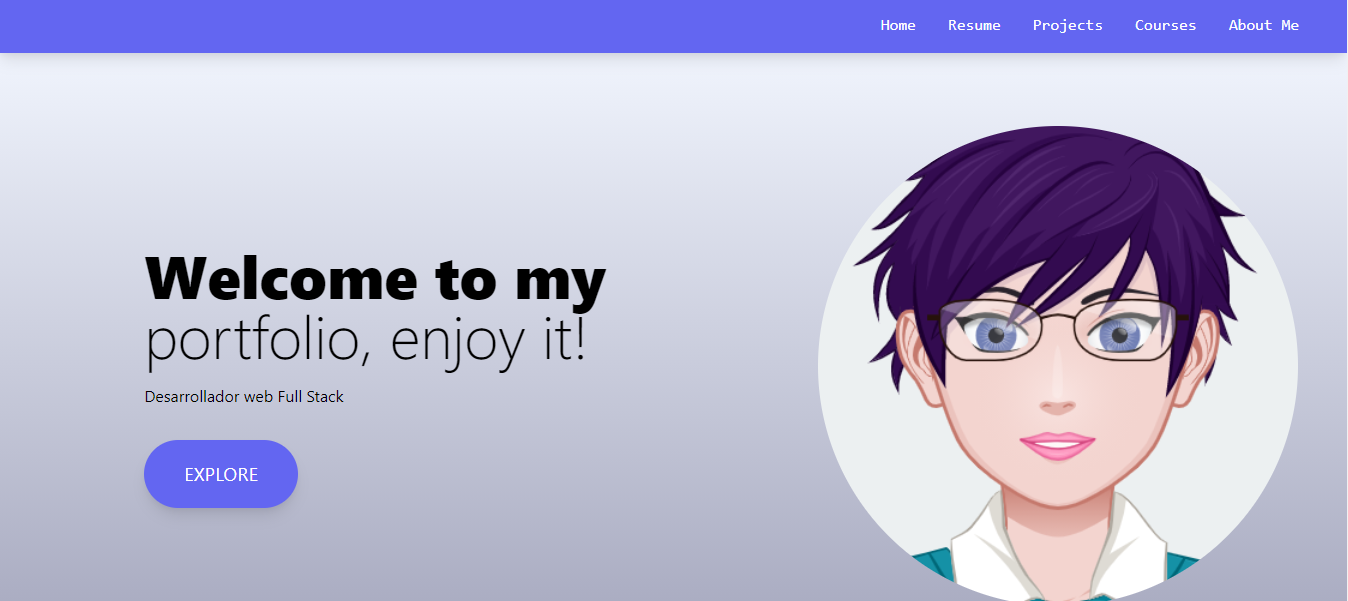 Home Resume Projects Courses About Me
Welcome to my
portfolio, enjoy it!
Desarrollador web Full Stack
EXPLORE